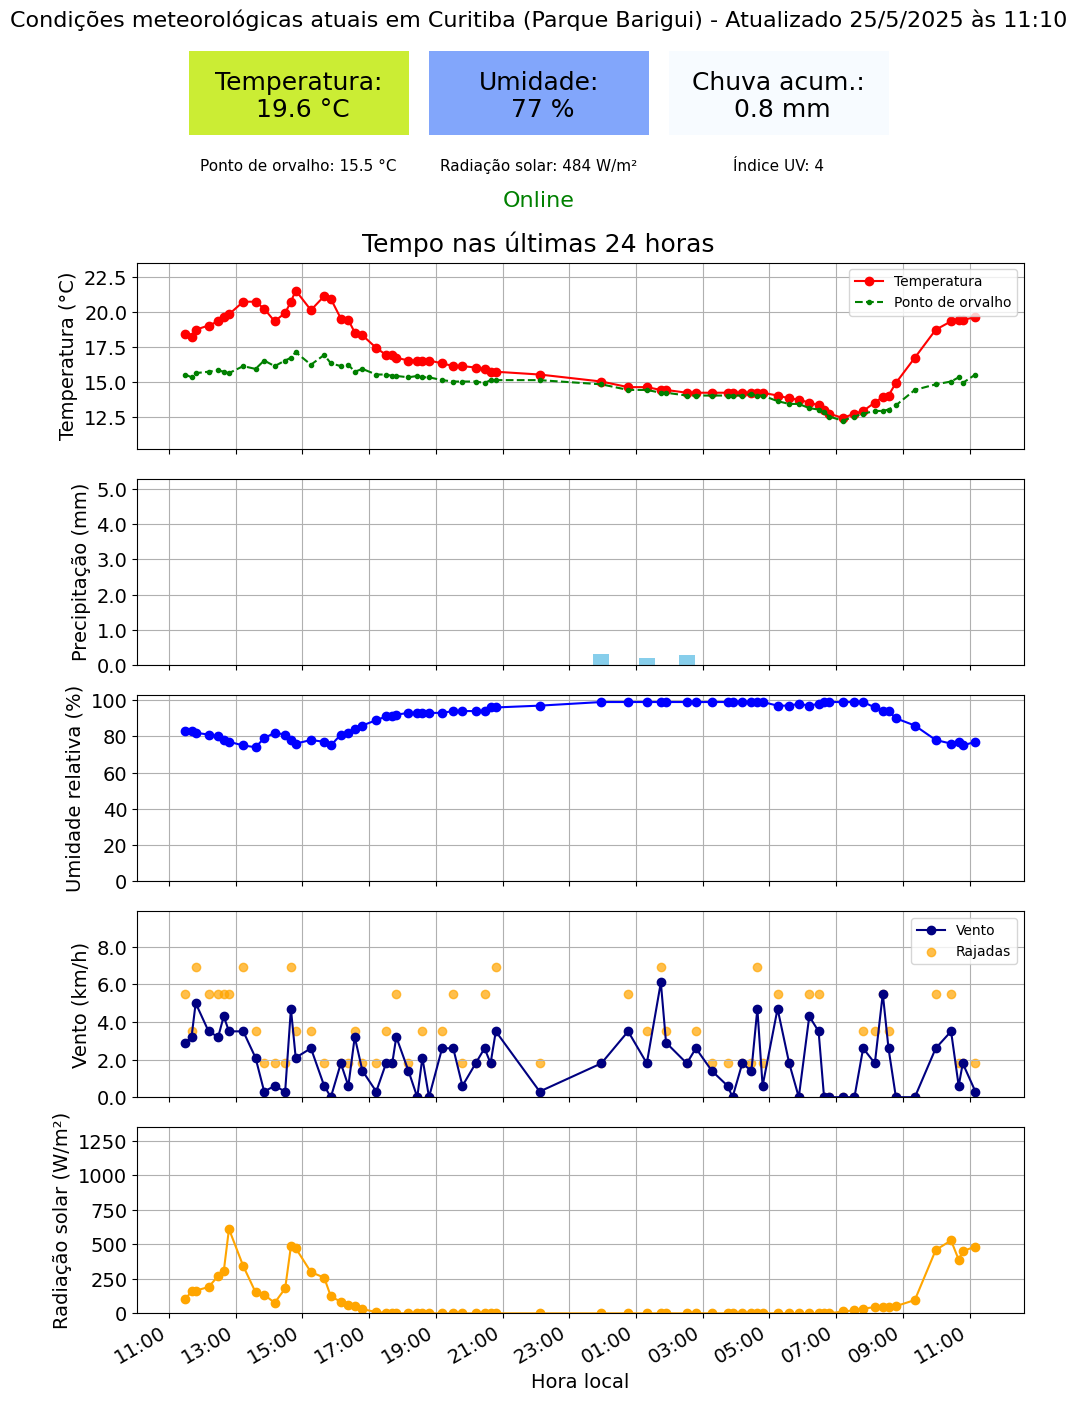 Condições meteorológicas atuais em Curitiba (Parque Barigui) - Atualizado 25/5/2025 às 11:10
Temperatura:
19.6 °C
Umidade:
77 %
Chuva acum.:
0.8 mm
Ponto de orvalho: 15.5 °C
Radiação solar: 484 W/m²
Índice UV: 4
Online
Tempo nas últimas 24 horas
Temperatura (°C)
22.5
20.0
17.5
15.0
12.5
Temperatura
Ponto de orvalho
Precipitação (mm)
5.0
4.0
3.0
2.0
1.0
0.0
Umidade relativa (%)
100
80
60
40
20
0
Vento (km/h)
8.0
6.0
4.0
2.0
0.0
Vento
Rajadas
Radiação solar (W/m²)
1250
1000
750
500
250
0
11:00
13:00
15:00
17:00
19:00
21:00
23:00
01:00
03:00
05:00
07:00
09:00
11:00
Hora local